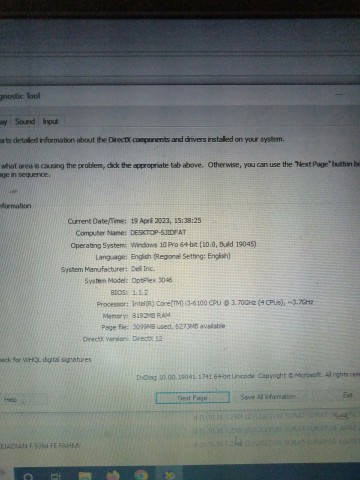 gnostic Tool
ay Sound Input
orts detailed information about the DirectX components and drivers installed on your system.
what area is causing the problem, click the appropriate tab above. Otherwise, you can use the "Next Page" button be
age in sequence.
nformation
Current Date/Time: 19 April 2023, 15:38:25
Computer Name: DESKTOP-5JIDFAT
Operating System: Windows 10 Pro 64-bit (10.0, Build 19045)
Language: English (Regional Setting: English)
System Manufacturer: Dell Inc.
System Model: OptiPlex 3046
BIOS: 1.1.2
Processor: Intel(R) Core(TM) i3-6100 CPU @ 3.70GHz (4 CPUs), ~3.7GHz
Memory: 8192MB RAM
Page file: 3099MB used, 6273MB available
DirectX Version: DirectX 12
heck for WHQL digital signatures
DxDiag 10.00.19041.1741 64-bit Unicode Copyright © Microsoft. All rights rese
Help Next Page Save All Information... Exit